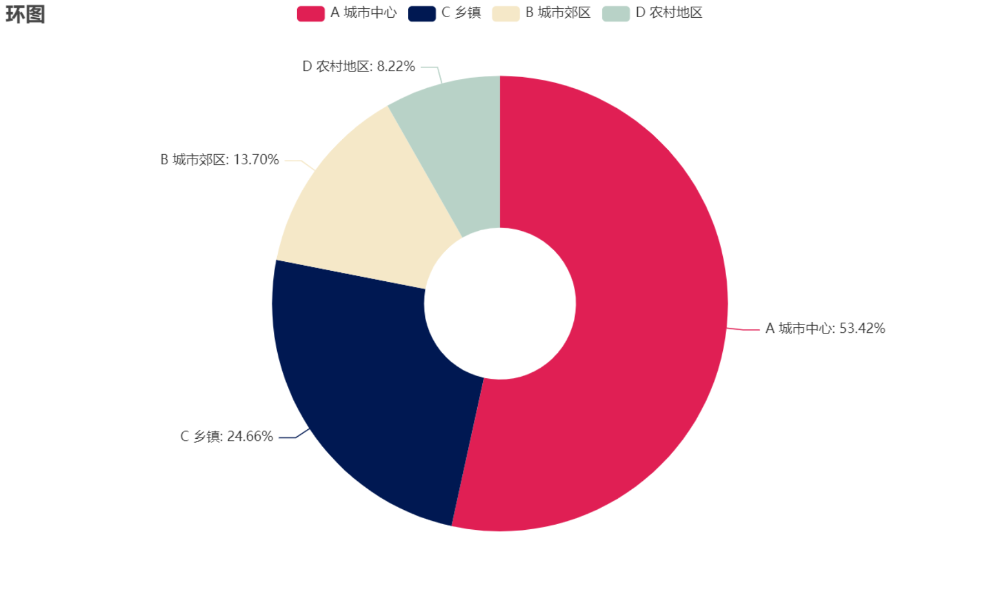 环图
A 城市中心
C 乡镇
B 城市郊区
D 农村地区
D 农村地区: 8.22%
B 城市郊区: 13.70%
A 城市中心: 53.42%
C 乡镇: 24.66%